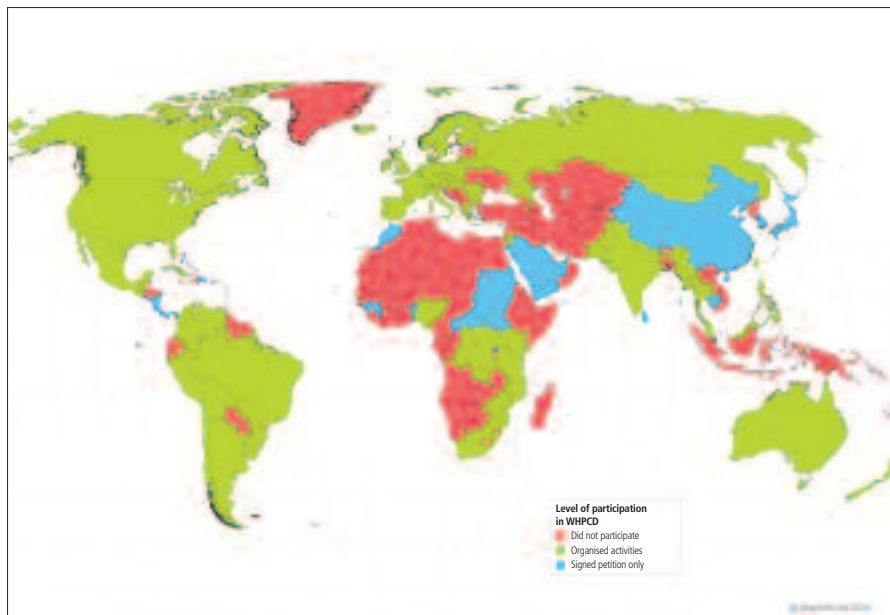 Level of participation
in WHPCD
Did not participate
Organised activities
Signed petition only